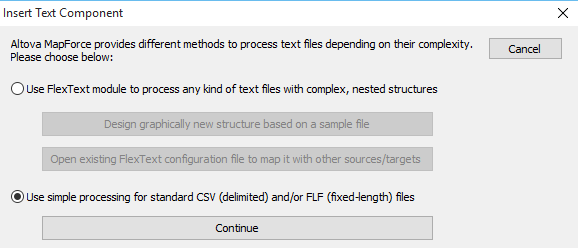 Insert Text Component
Altova MapForce provides different methods to process text files depending on their complexity.
Please choose below:
Cancel
Use FlexText module to process any kind of text files with complex, nested structures
Design graphically new structure based on a sample file
Open existing FlexText configuration file to map it with other sources/targets
Use simple processing for standard CSV (delimited) and/or FLF (fixed-length) files
Continue